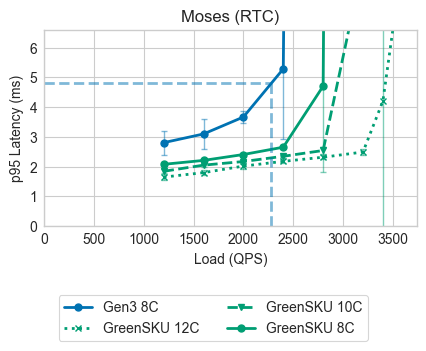 Moses (RTC)
6
5
4
3
2
1
0
p95 Latency (ms)
0 500 1000 1500 2000 2500 3000 3500
Load (QPS)
Gen3 8C GreenSKU 10C
GreenSKU 12C GreenSKU 8C